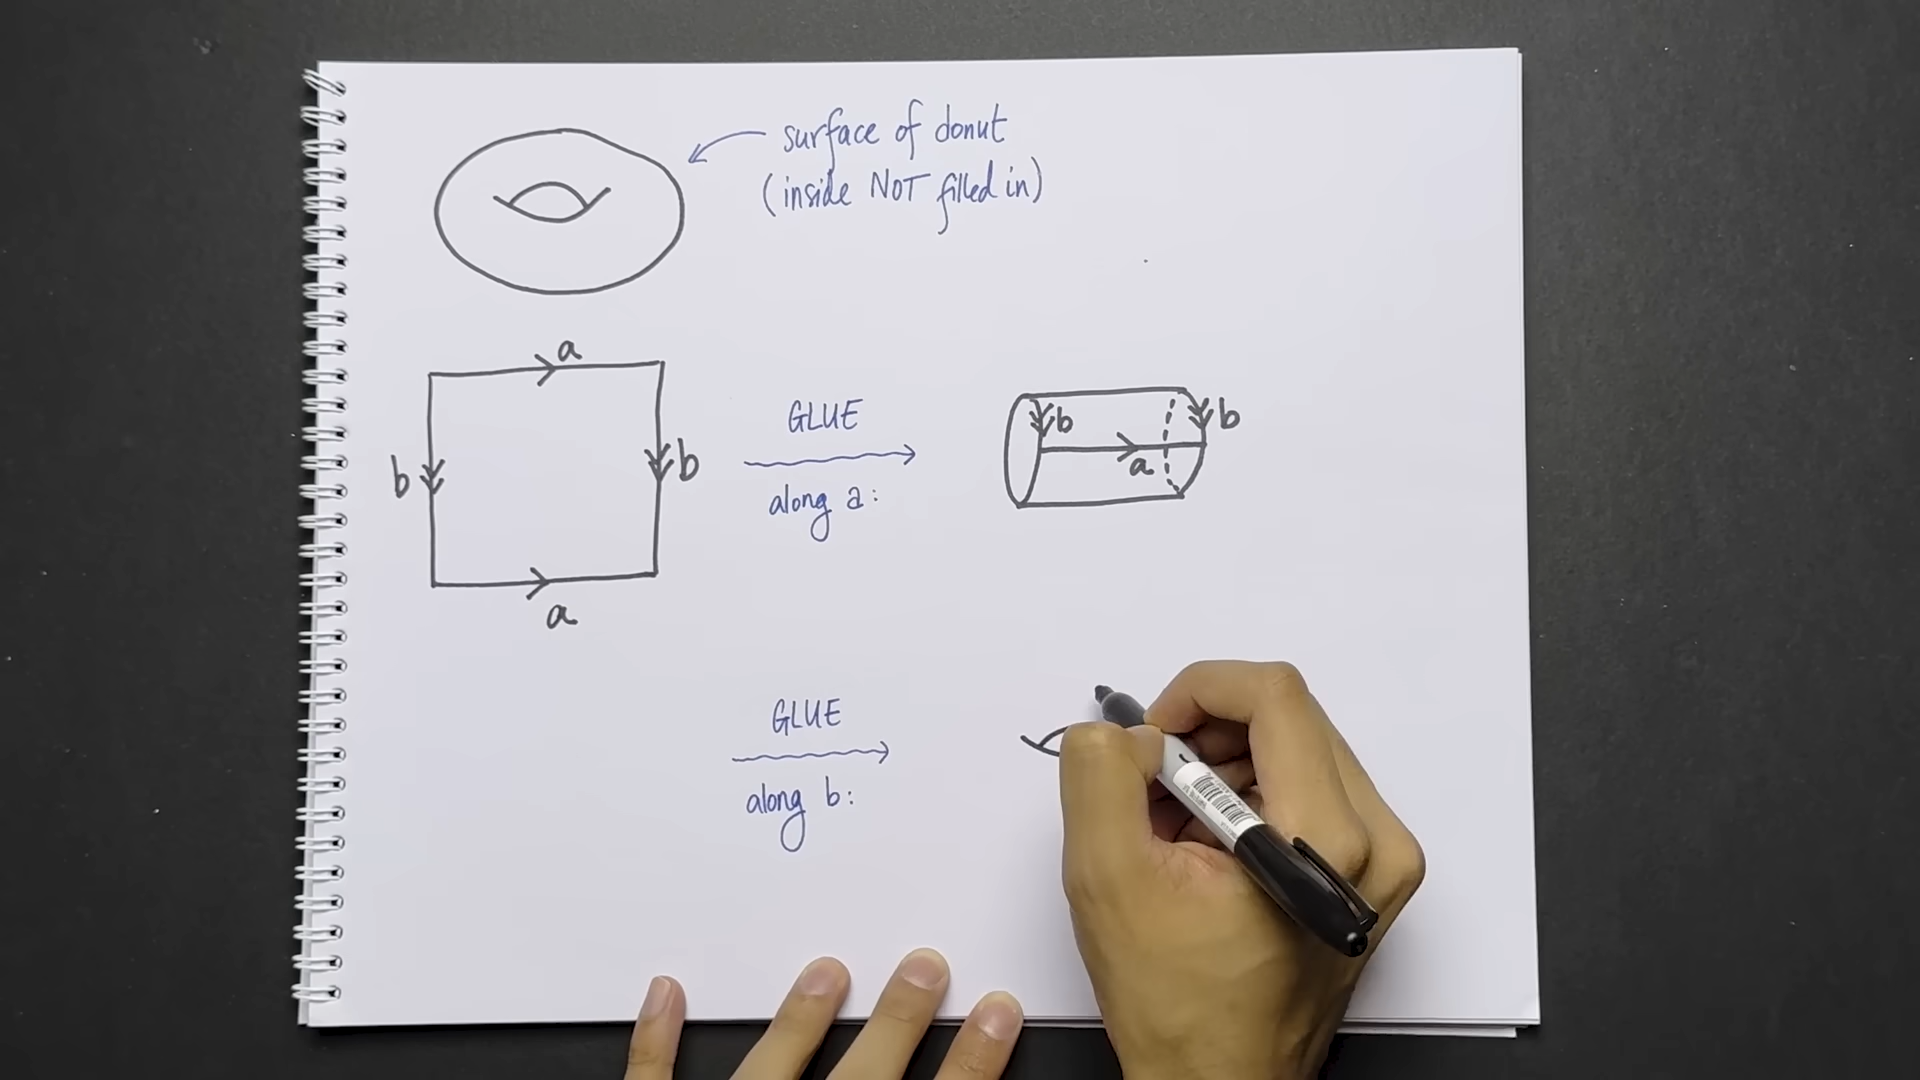 surface of donut
(inside NOT filled in)
a
b
b
a
GLUE
along a:
b
b
a
GLUE
along b: